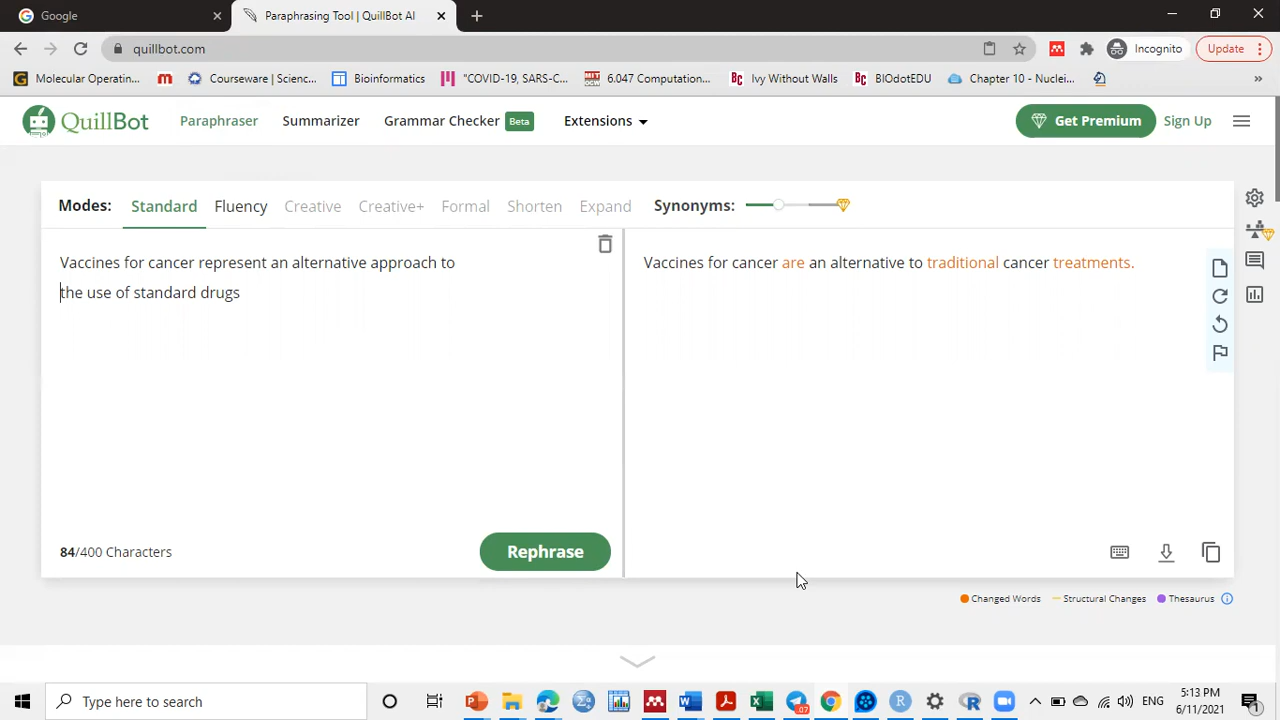 Google
Paraphrasing Tool | QuillBot AI
quillbot.com
Incognito
Update
Molecular Operatin...
Courseware | Scienc...
Bioinformatics
"COVID-19, SARS-C...
6.047 Computation...
Ivy Without Walls
BIOdotEDU
Chapter 10 - Nuclei...
»
QuillBot
Paraphraser
Summarizer
Grammar Checker Beta
Extensions
Get Premium
Sign Up
Modes: Standard Fluency Creative Creative+ Formal Shorten Expand Synonyms:
Vaccines for cancer represent an alternative approach to
the use of standard drugs
Vaccines for cancer are an alternative to traditional cancer treatments.
84/400 Characters
Rephrase
Changed Words Structural Changes Thesaurus
Type here to search
ENG
5:13 PM
6/11/2021